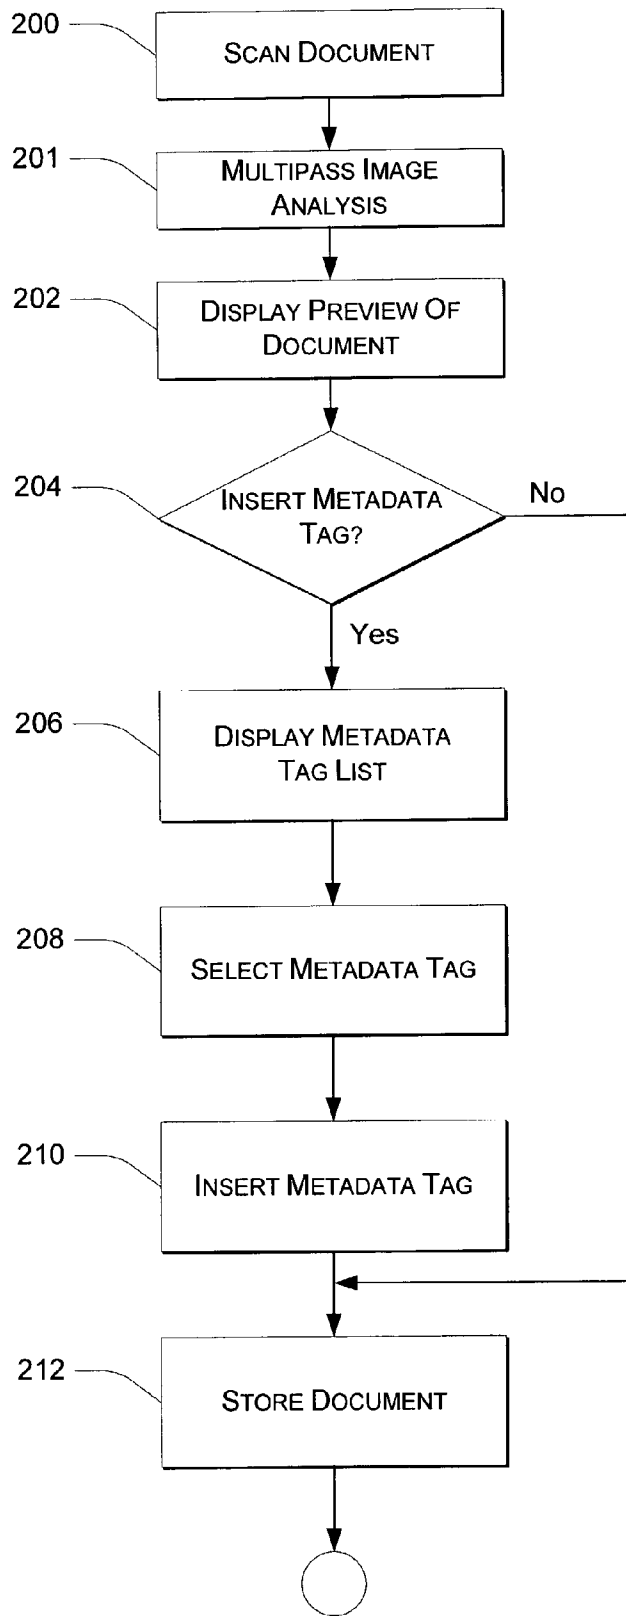 200
SCAN DOCUMENT
201
MULTIPASS IMAGE
ANALYSIS
202
DISPLAY PREVIEW OF
DOCUMENT
204
INSERT METADATA
TAG?
No
Yes
206
DISPLAY METADATA
TAG LIST
208
SELECT METADATA TAG
210
INSERT METADATA TAG
212
STORE DOCUMENT